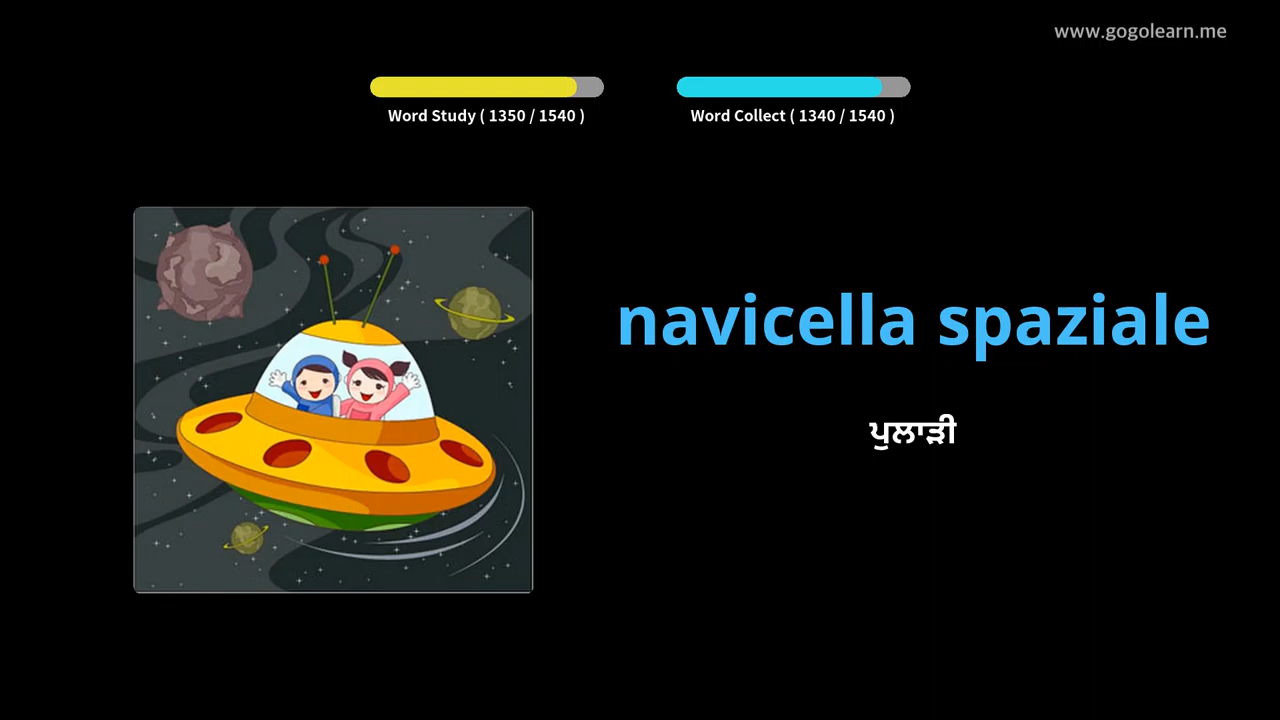 www.gogolearn.me
Word Study ( 1350 / 1540 )
Word Collect ( 1340 / 1540 )
navicella spaziale
ਪੁਲਾੜੀ